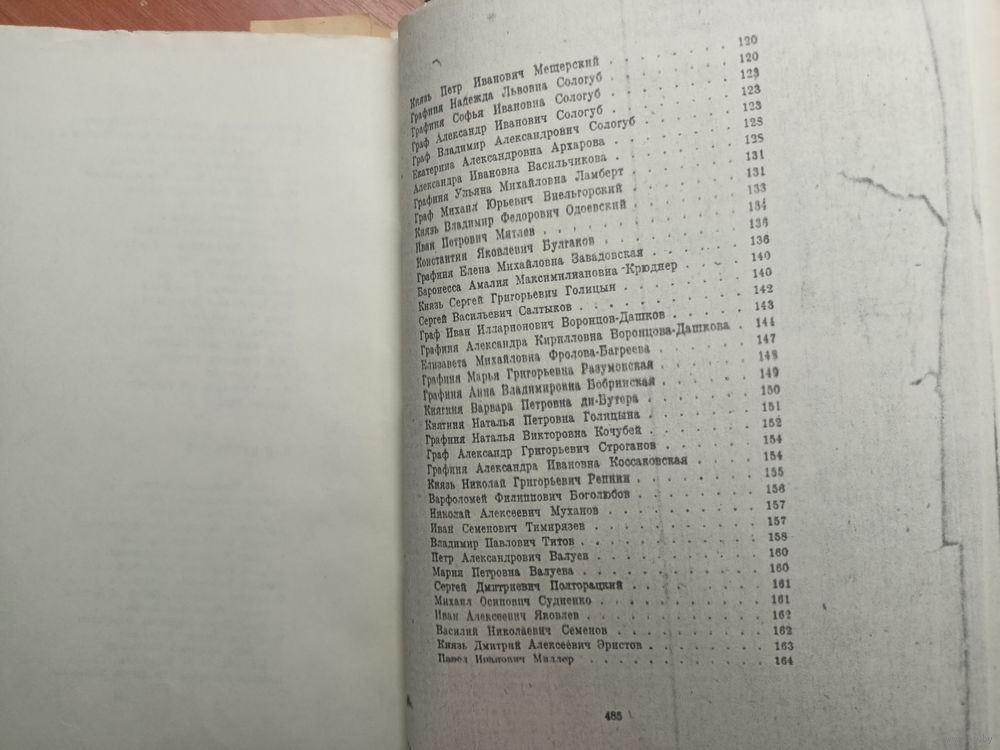 Князь Петр Иванович Мещерский . . . . . . 120
Графиня Надежда Львовна Сологуб . . . . . . 120
Графиня Софья Ивановна Сологуб . . . . . . 123
Граф Александр Иванович Сологуб . . . . . . 123
Граф Владимир Александрович Сологуб . . . . . 123
Екатерина Александровна Архарова . . . . . . 128
Александра Ивановна Васильчикова . . . . . . 128
Графиня Ульяна Михайловна Ламберт . . . . . 131
Граф Михаил Юрьевич Виельгорский . . . . . 131
Князь Владимир Федорович Одоевский . . . . . 133
Иван Петрович Мятлев . . . . . . . . . 134
Константин Яковлевич Булгаков . . . . . . . 136
Графиня Елена Михайловна Завадовская . . . . . 136
Баронесса Амалия Максимилиановна Крюднер . . . . 140
Князь Сергей Григорьевич Голицын . . . . . . 140
Сергей Васильевич Салтыков . . . . . . . . 142
Граф Иван Илларионович Воронцов-Дашков . . . . 143
Графиня Александра Кирилловна Воронцова-Дашкова . 144
Елизавета Михайловна Фролова-Багреева . . . . . 147
Графиня Марья Григорьевна Разумовская . . . . . 148
Графиня Анна Владимировна Бобринская . . . . . 149
Княгиня Варвара Петровна ди-Бутера . . . . . . 150
Княгиня Наталья Петровна Голицына . . . . . . 151
Графиня Наталья Викторовна Кочубей . . . . . . 152
Граф Александр Григорьевич Строганов . . . . . 154
Графиня Александра Ивановна Коссаковская . . . . 154
Князь Николай Григорьевич Репнин . . . . . . 155
Варфоломей Филиппович Боголюбов . . . . . . 156
Николай Алексеевич Муханов . . . . . . . 157
Иван Семенович Тимирязев . . . . . . . . 157
Владимир Павлович Титов . . . . . . . . 158
Петр Александрович Валуев . . . . . . . . 160
Мария Петровна Валуева . . . . . . . . . 160
Сергей Дмитриевич Полторацкий . . . . . . . 161
Михаил Осипович Судиенко . . . . . . . . 161
Иван Алексеевич Яковлев . . . . . . . . . 162
Василий Николаевич Семенов . . . . . . . . 162
Князь Дмитрий Алексеевич Эристов . . . . . . 163
Павел Иванович Миллер . . . . . . . . . 164
485